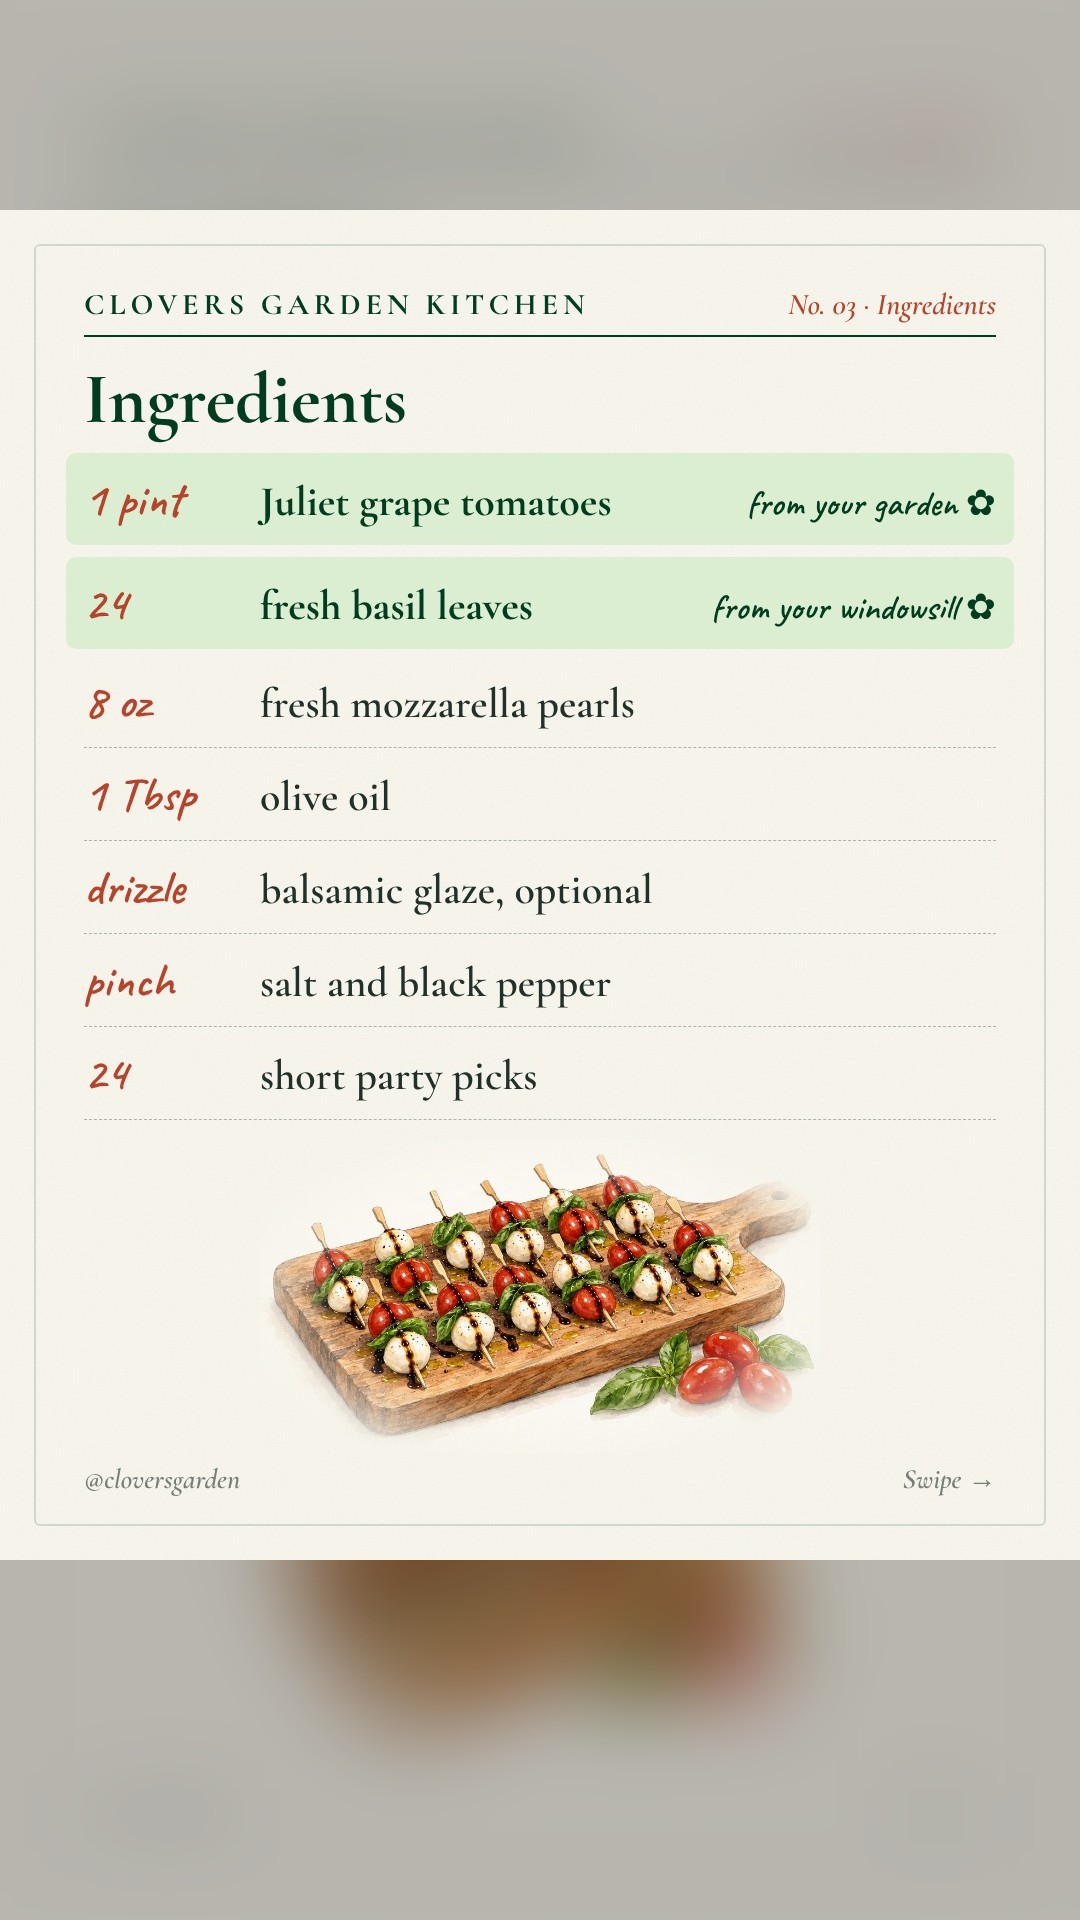 CLOVERS GARDEN KITCHEN
No. 03 · Ingredients
Ingredients
1 pint Juliet grape tomatoes from your garden ✿
24 fresh basil leaves from your windowsill ✿
8 oz fresh mozzarella pearls
1 Tbsp olive oil
drizzle balsamic glaze, optional
pinch salt and black pepper
24 short party picks
@cloversgarden
Swipe →